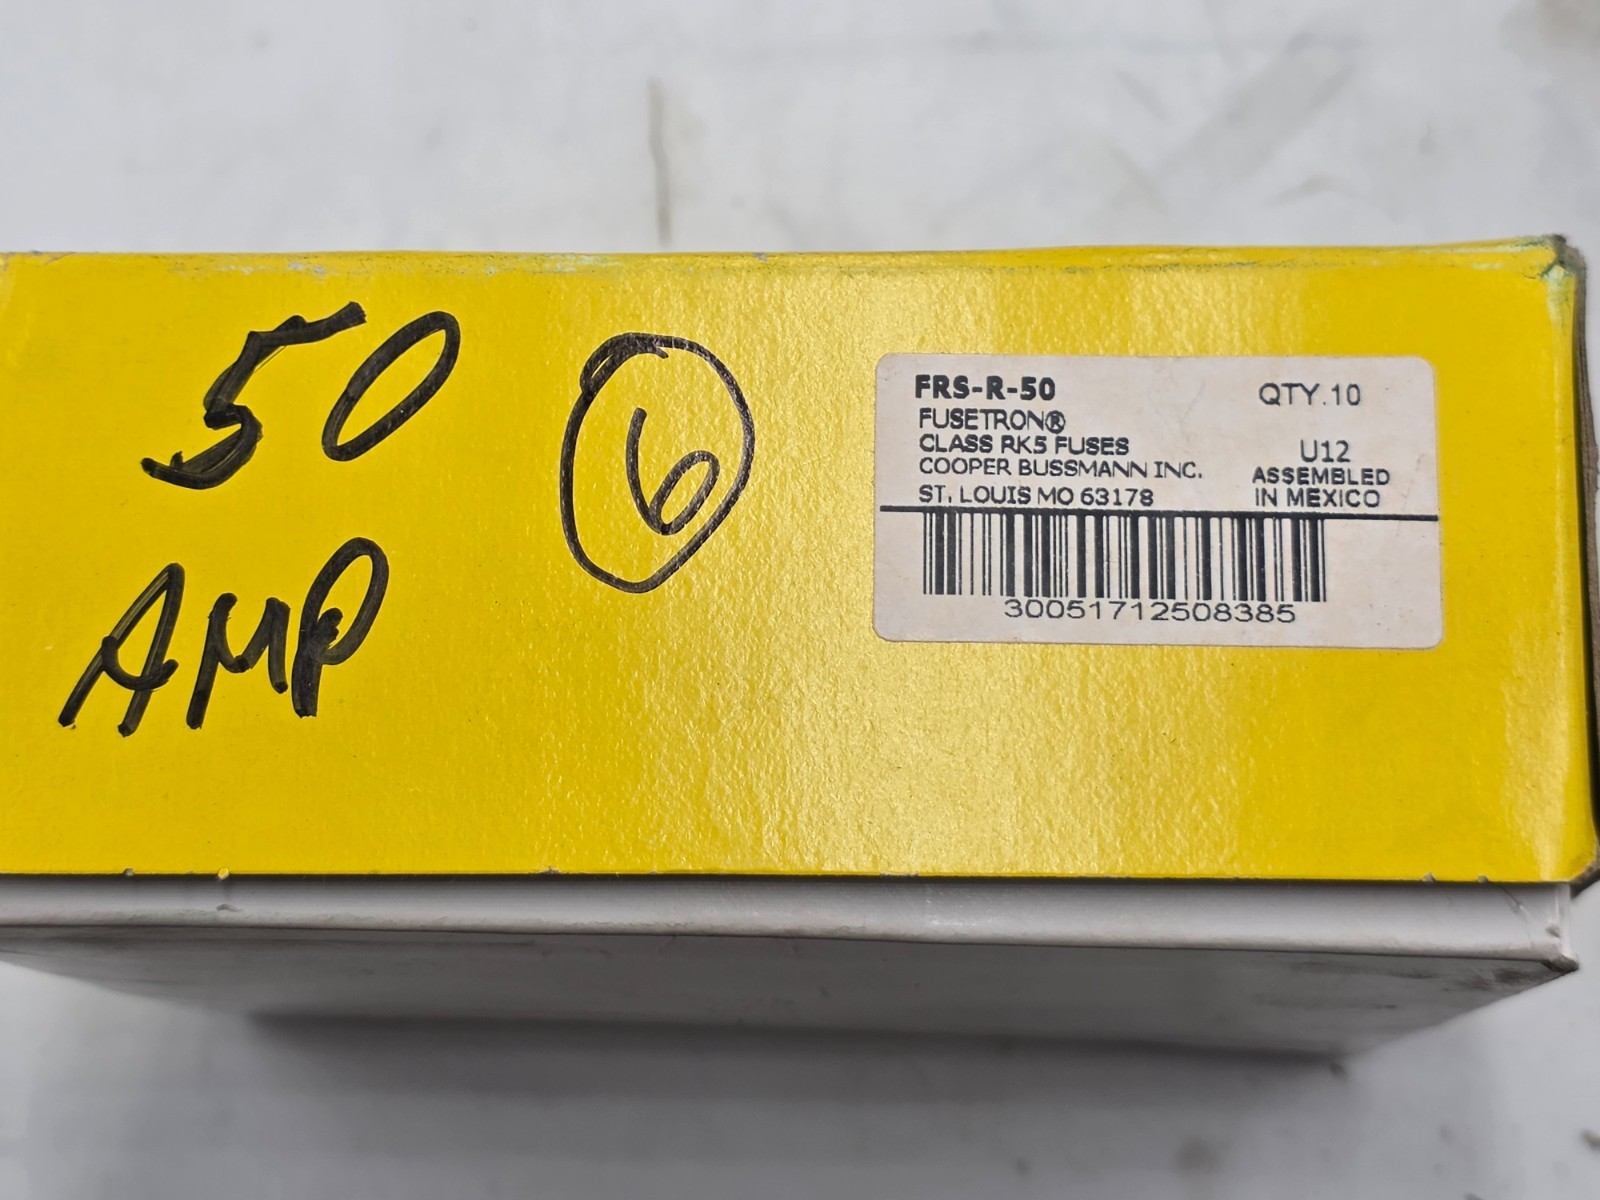 50
AMP
6
FRS-R-50 QTY.10
FUSETRON®
CLASS RK5 FUSES U12
COOPER BUSSMANN INC. ASSEMBLED
ST. LOUIS MO 63178 IN MEXICO
30051712508385